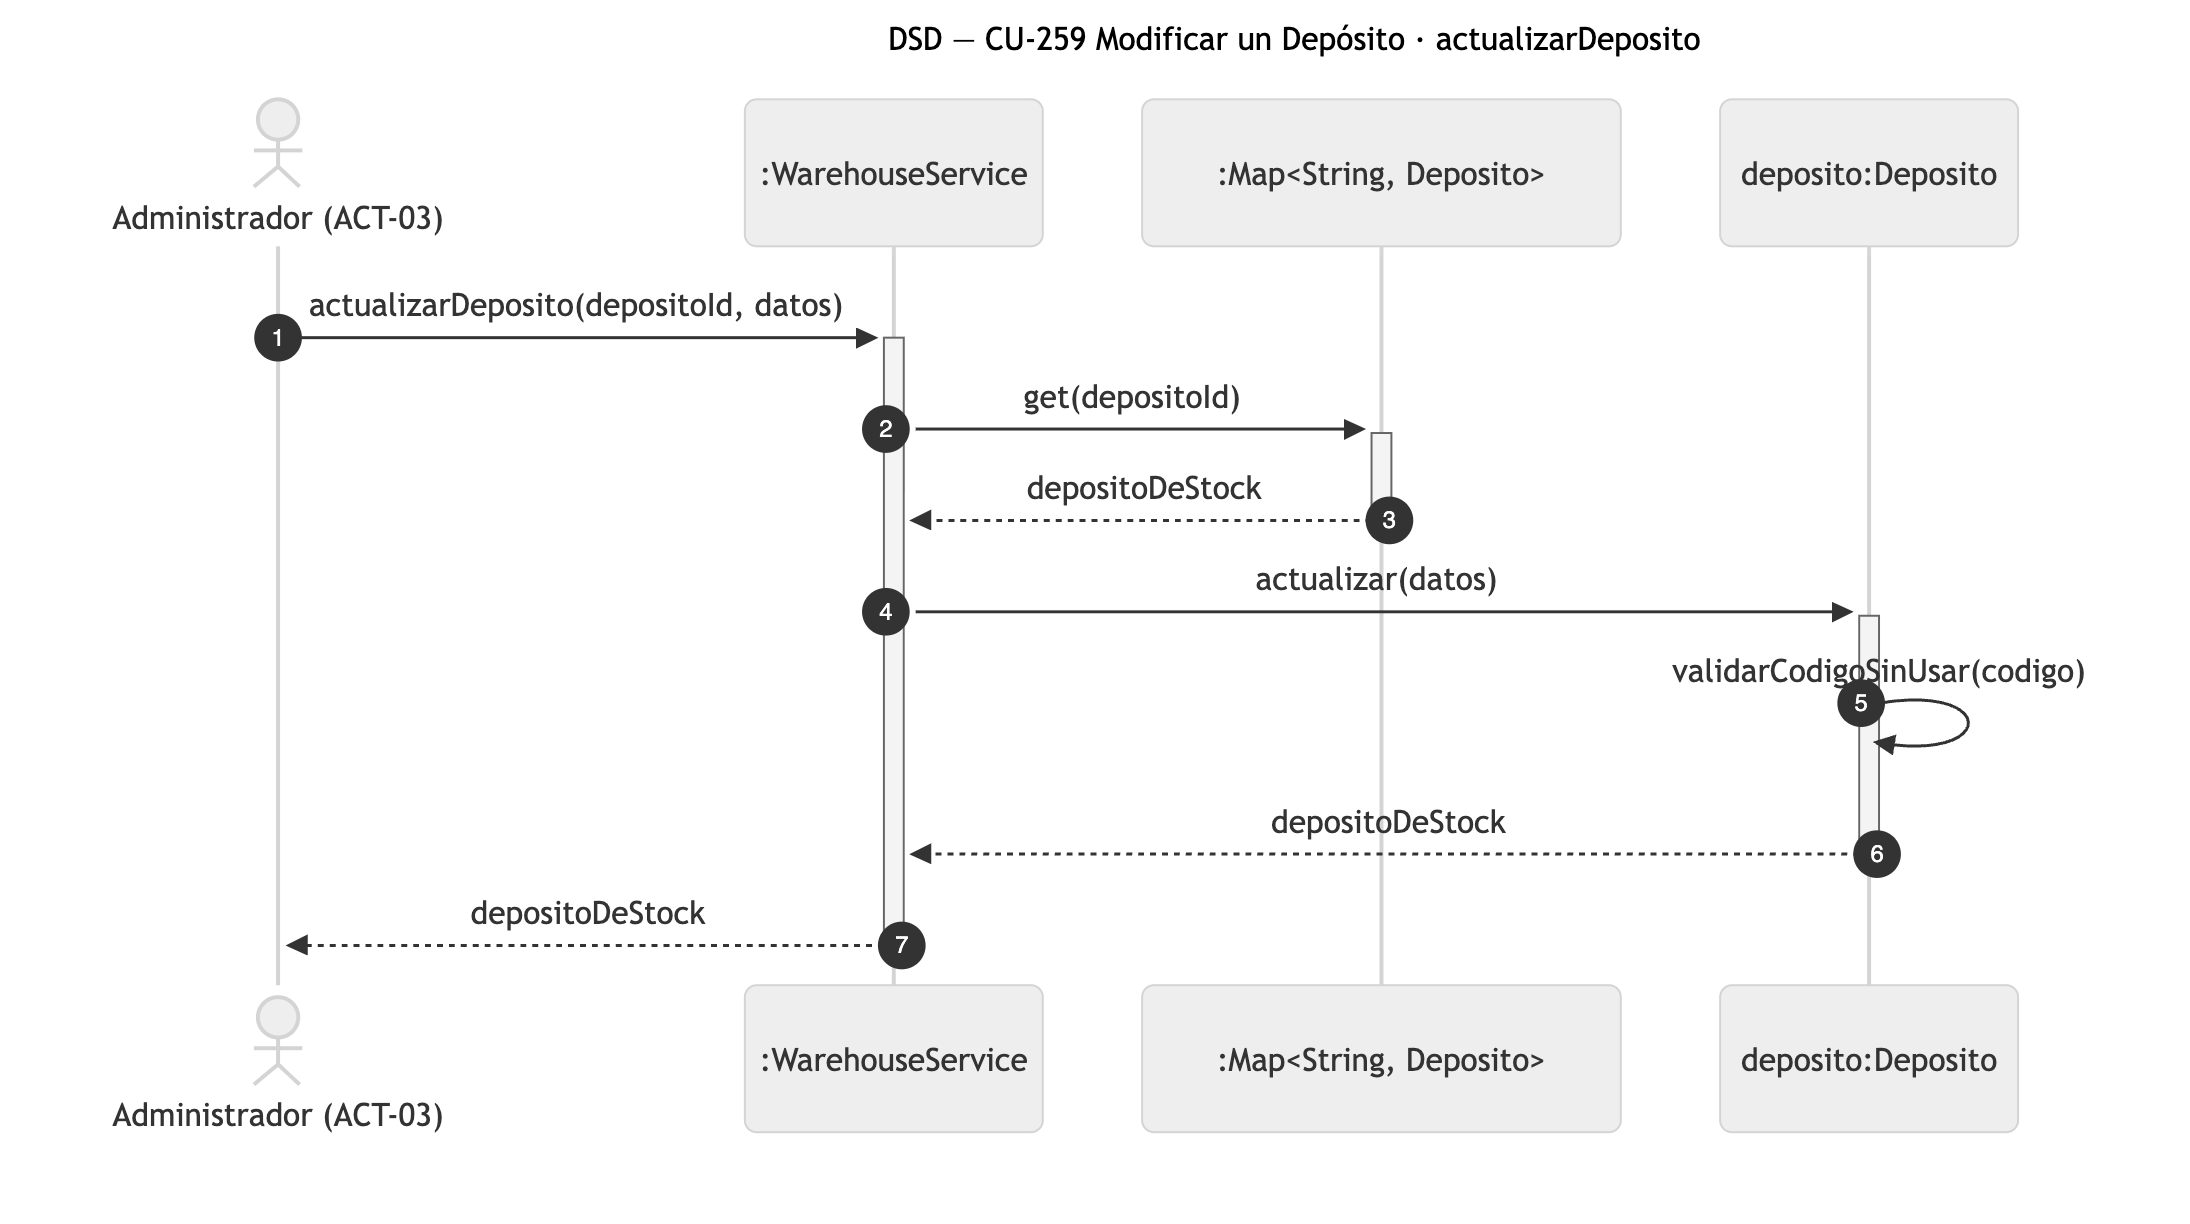 DSD — CU-259 Modificar un Depósito · actualizarDeposito
Administrador (ACT-03)
:WarehouseService
:Map<String, Deposito>
deposito:Deposito
actualizarDeposito(depositoId, datos)
1
get(depositoId)
2
depositoDeStock
3
actualizar(datos)
4
validarCodigoSinUsar(codigo)
5
depositoDeStock
6
depositoDeStock
7
Administrador (ACT-03)
:WarehouseService
:Map<String, Deposito>
deposito:Deposito